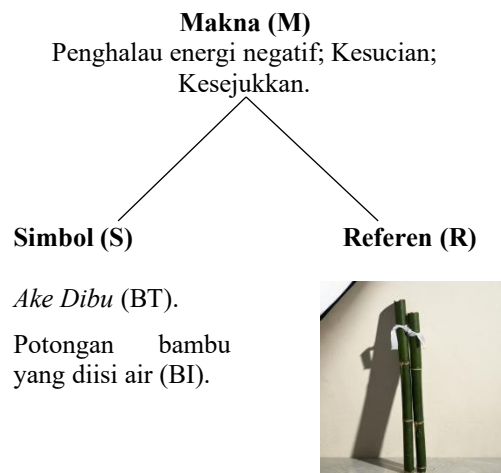 Makna (M)
Penghalau energi negatif; Kesucian;
Kesejukkan.
Simbol (S)
Referen (R)
Ake Dibu (BT).
Potongan bambu
yang diisi air (BI).